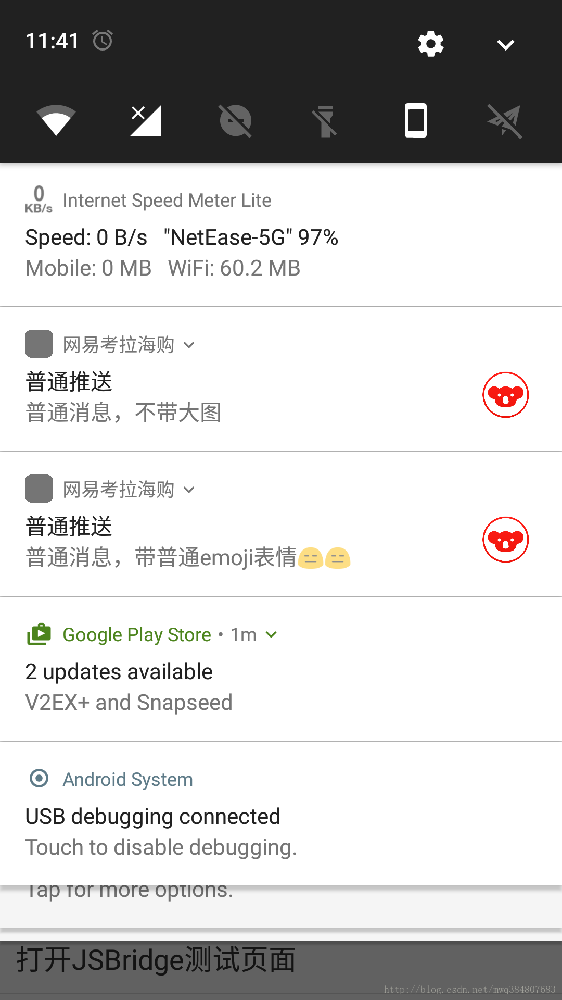 11:41
0
KB/s
Internet Speed Meter Lite
Speed: 0 B/s "NetEase-5G" 97%
Mobile: 0 MB WiFi: 60.2 MB
网易考拉海购
普通推送
普通消息，不带大图
网易考拉海购
普通推送
普通消息，带普通emoji表情😑😑
Google Play Store • 1m
2 updates available
V2EX+ and Snapseed
Android System
USB debugging connected
Touch to disable debugging.
Tap for more options.
打开JSBridge测试页面
http://blog.csdn.net/mwq384807683